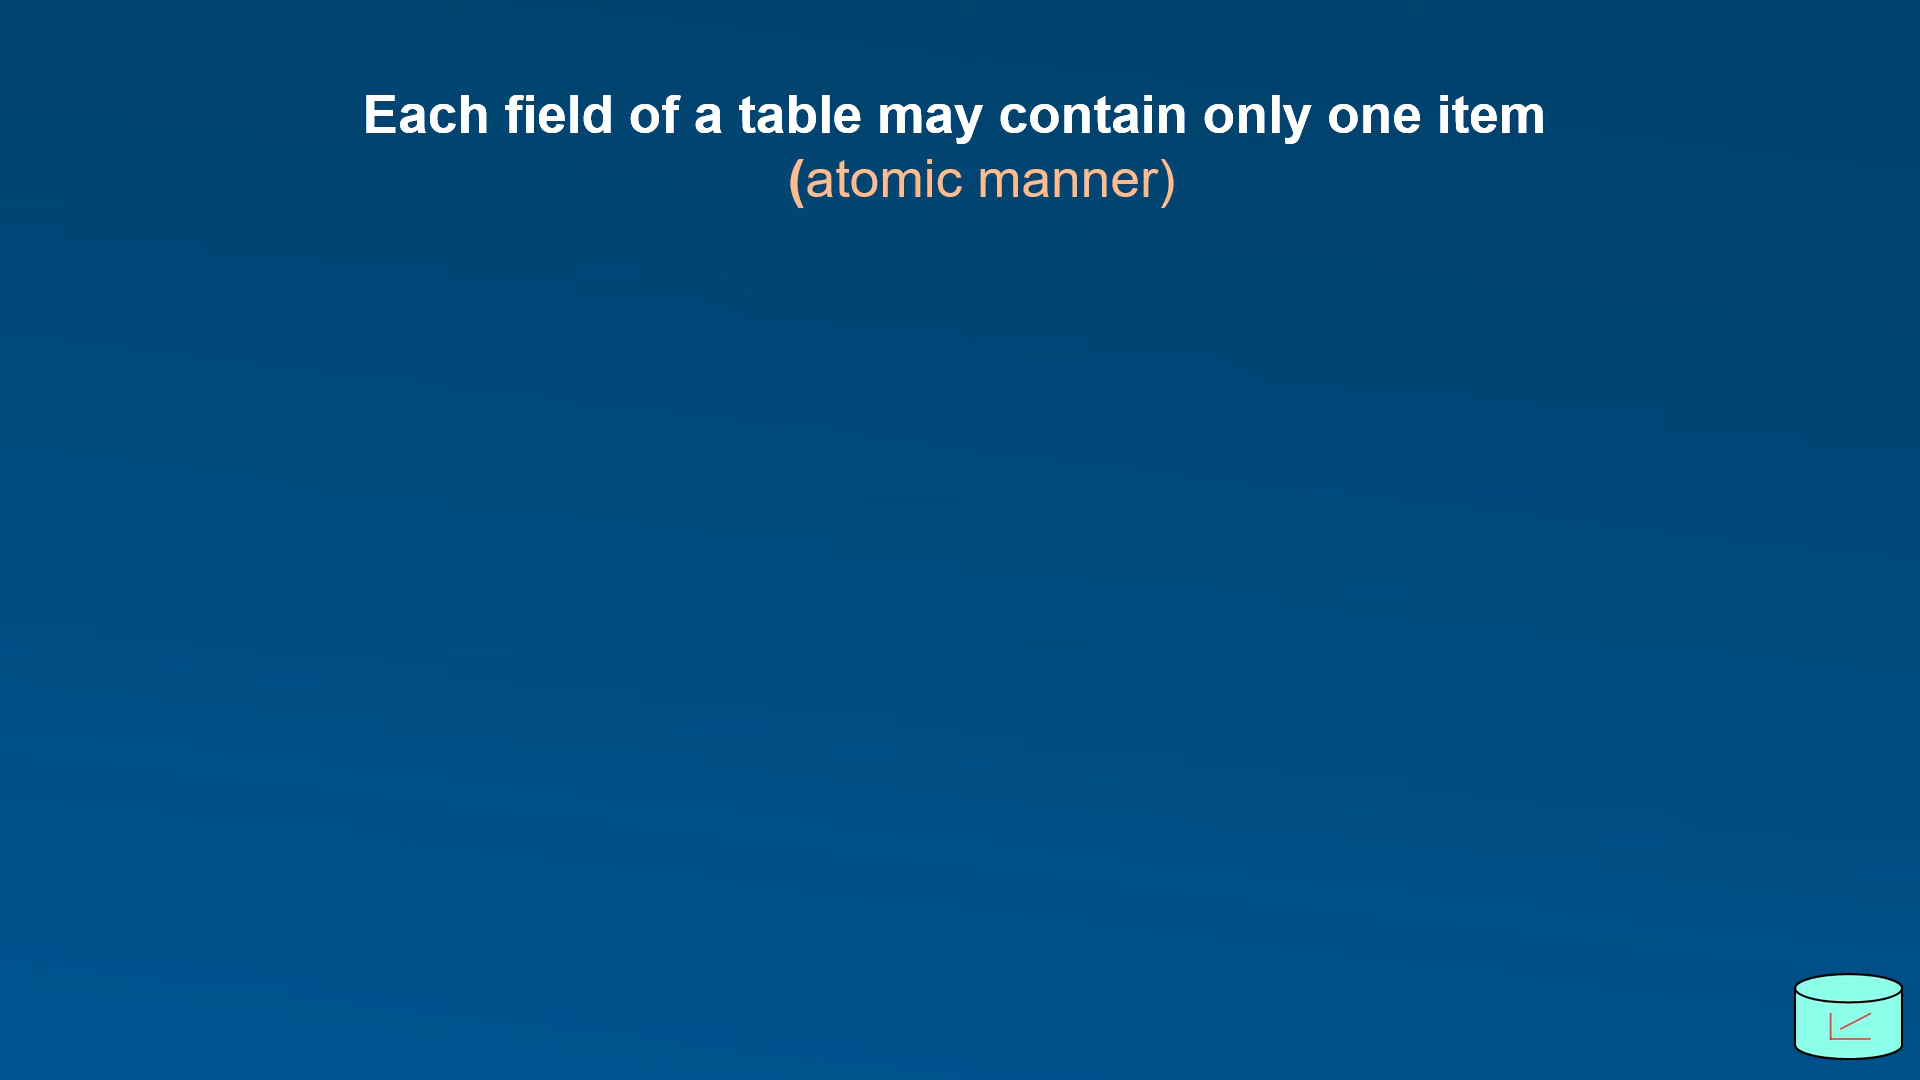 Each field of a table may contain only one item
(atomic manner)